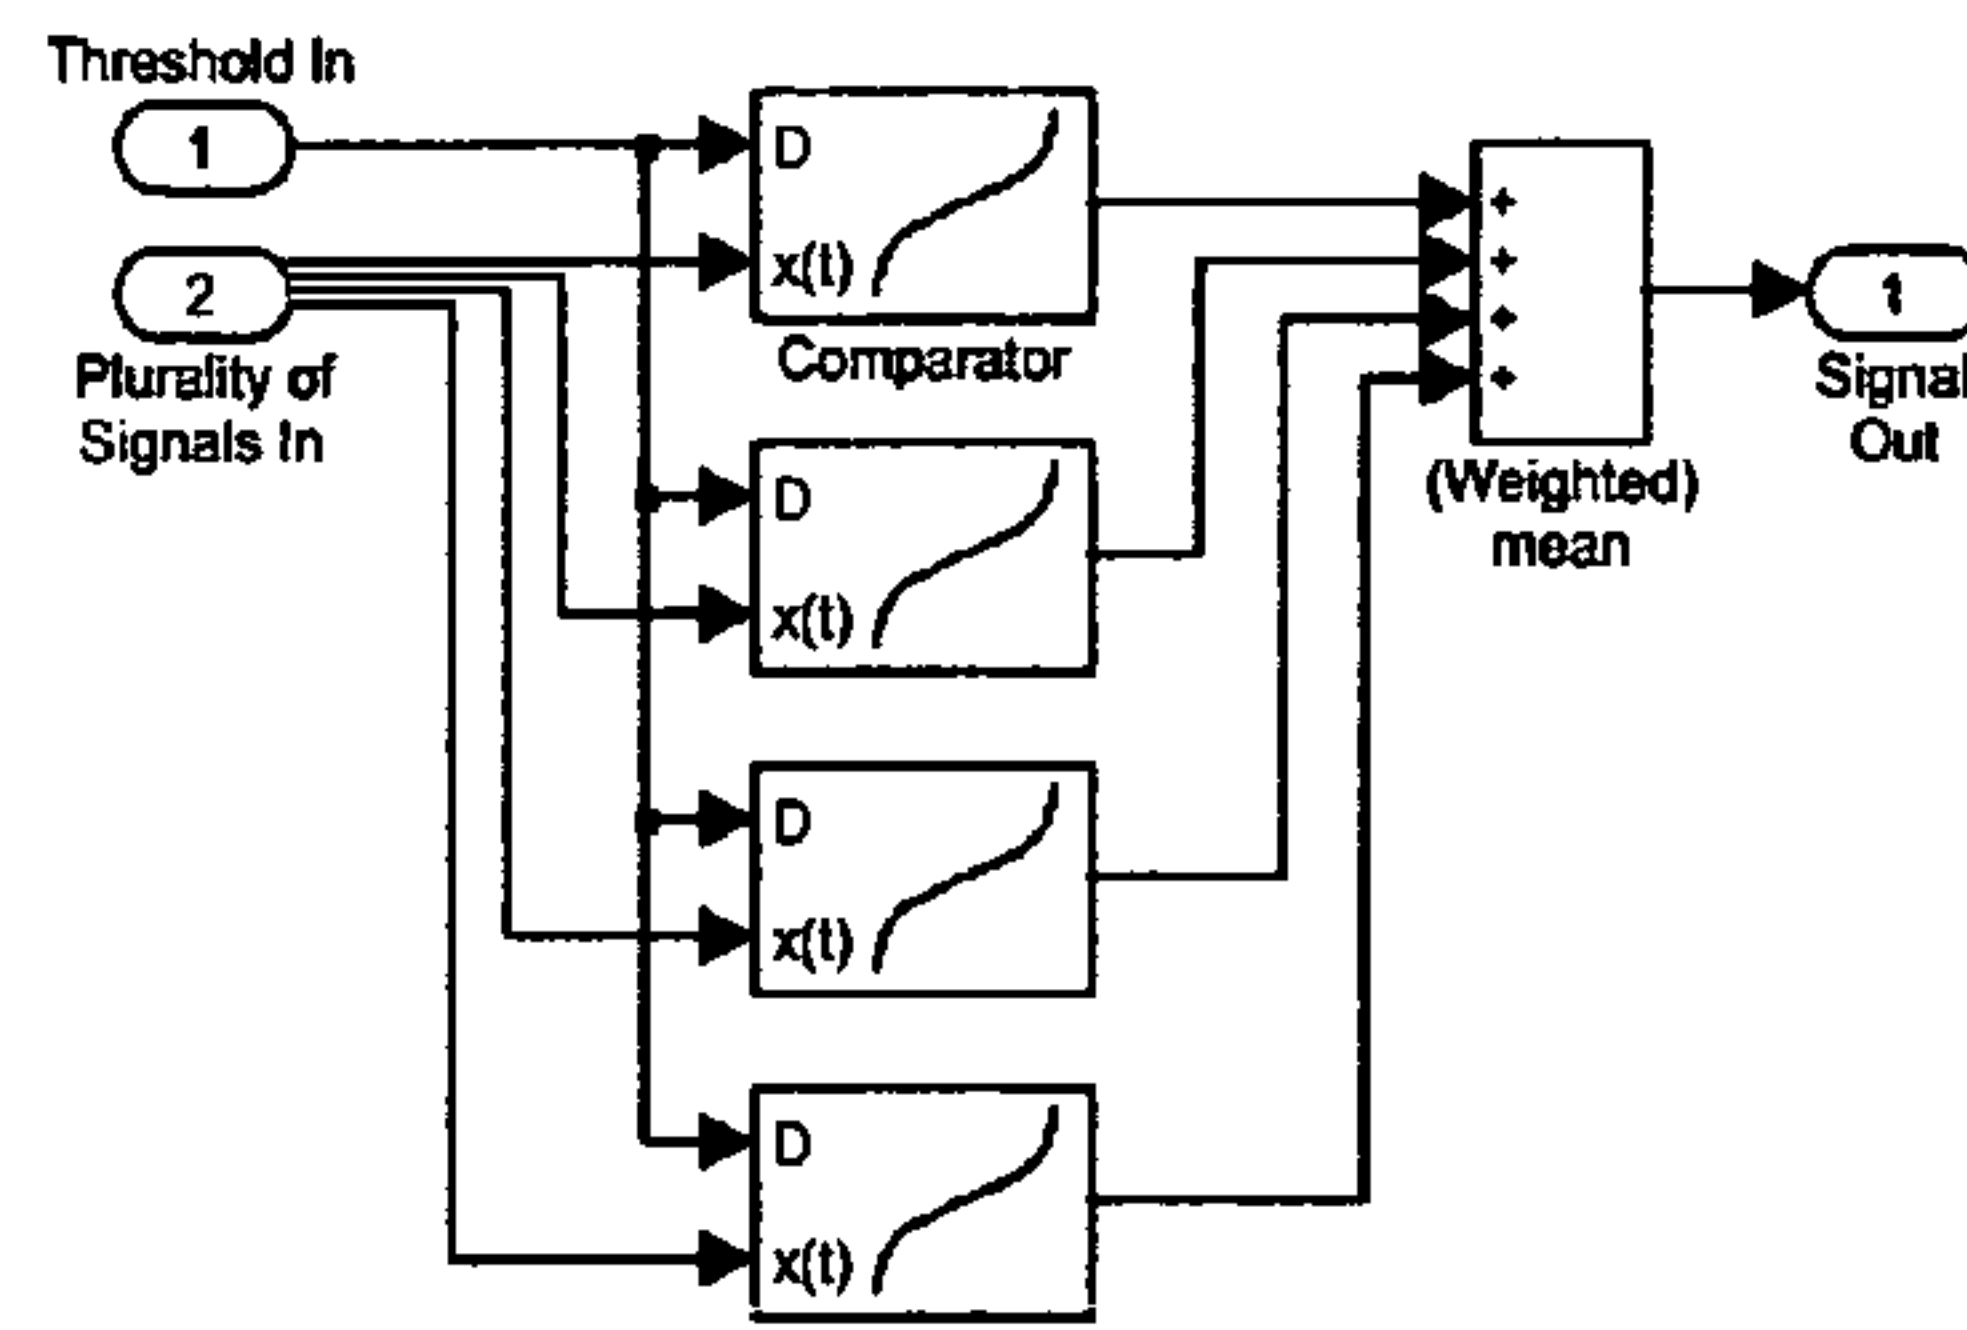 Threshold In
1
2
Plurality of
Signals In
D
x(t)
Comparator
D
x(t)
D
x(t)
D
x(t)
+
+
+
+
(Weighted)
mean
1
Signal
Out